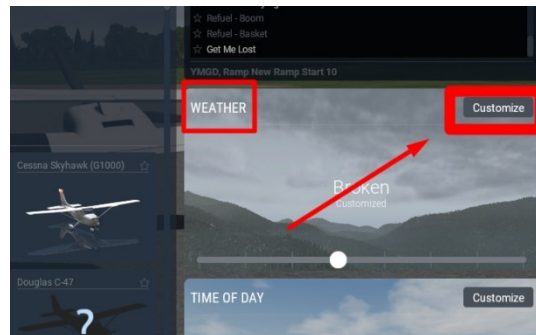 Refuel - Boom
Refuel - Basket
Get Me Lost
YMGD, Ramp New Ramp Start 10
WEATHER
Customize
Cessna Skyhawk (G1000)
Broken
Customized
Douglas C-47
?
TIME OF DAY
Customize